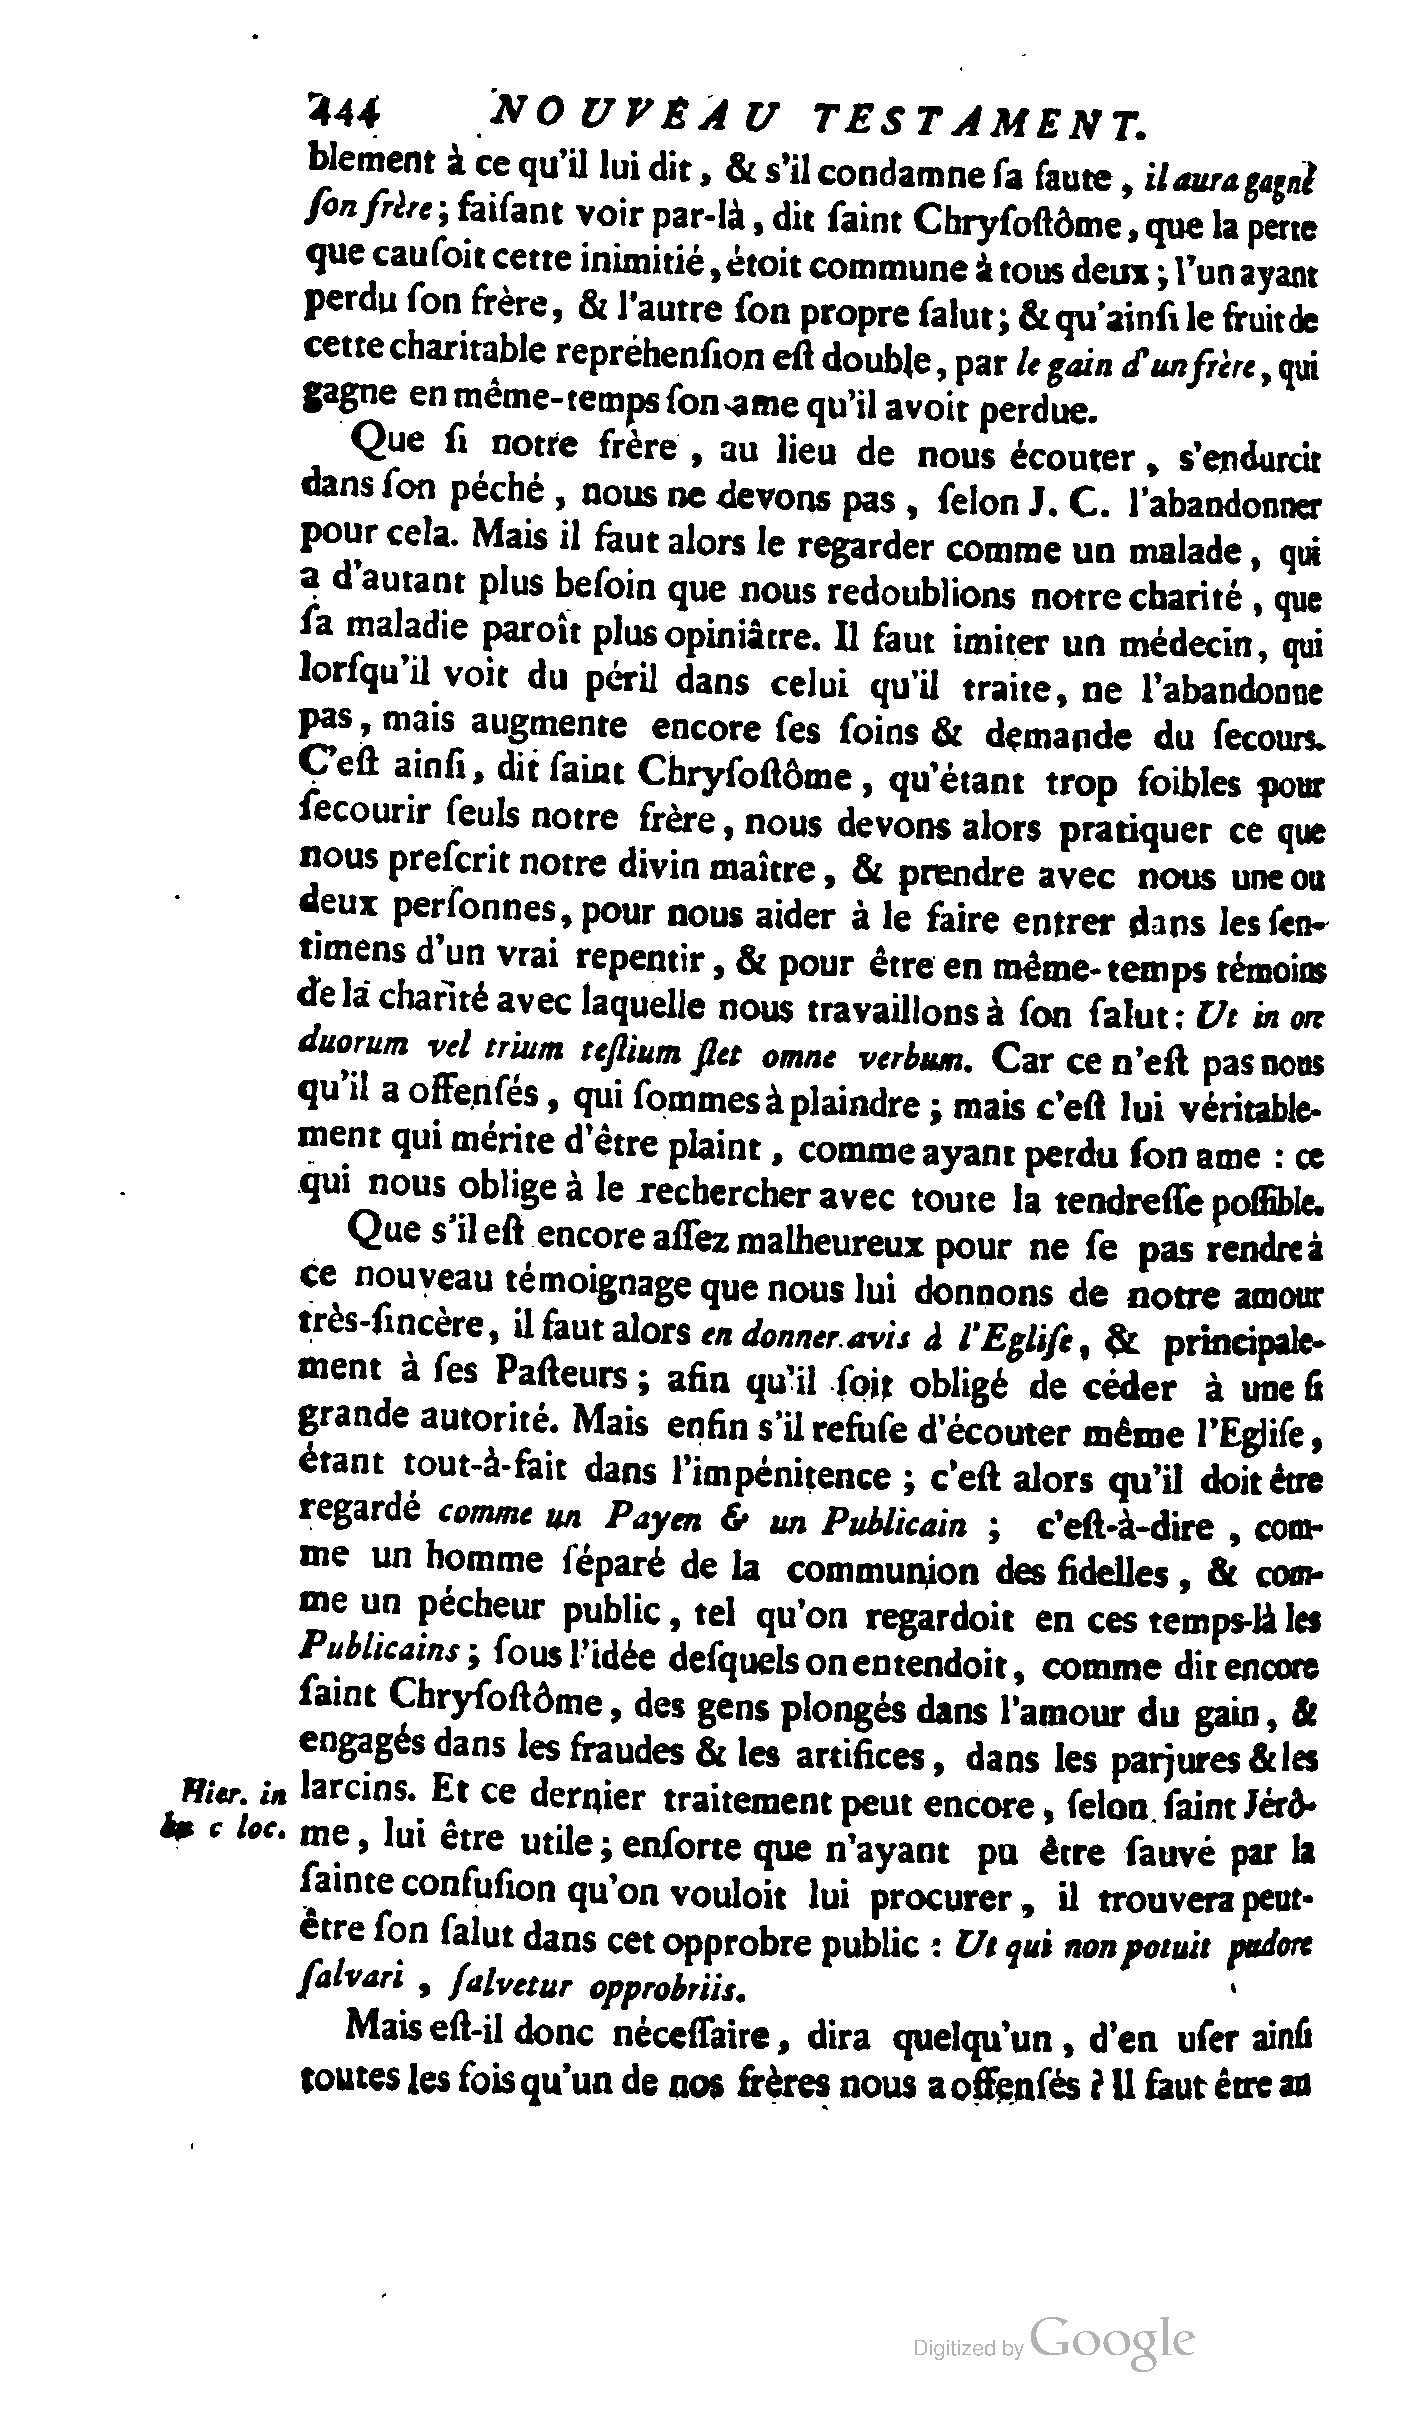 244 NOUVEAU TESTAMENT.
blement à ce qu'il lui dit, & s'il condamne ſa faute, il aura gagné
ſon frère; faiſant voir par-là, dit ſaint Chryſoſtôme, que la perte
que cauſoit cette inimitié, étoit commune à tous deux; l'un ayant
perdu ſon frère, & l'autre ſon propre ſalut; & qu'ainſi le fruit de
cette charitable repréhenſion eſt double, par le gain d'un frère, qui
gagne en même-temps ſon ame qu'il avoit perdue.
Que ſi notre frère, au lieu de nous écouter, s'endurcit
dans ſon péché, nous ne devons pas, ſelon J. C. l'abandonner
pour cela. Mais il faut alors le regarder comme un malade, qui
a d'autant plus beſoin que nous redoublions notre charité, que
ſa maladie paroît plus opiniâtre. Il faut imiter un médecin, qui
lorſqu'il voit du péril dans celui qu'il traite, ne l'abandonne
pas, mais augmente encore ſes ſoins & demande du ſecours.
C'eſt ainſi, dit ſaint Chryſoſtôme, qu'étant trop foibles pour
ſecourir ſeuls notre frère, nous devons alors pratiquer ce que
nous preſcrit notre divin maître, & prendre avec nous une ou
deux perſonnes, pour nous aider à le faire entrer dans les ſen-
timens d'un vrai repentir, & pour être en même-temps témoins
de la charité avec laquelle nous travaillons à ſon ſalut: Ut in ore
duorum vel trium teſtium ſtet omne verbum. Car ce n'eſt pas nous
qu'il a offenſés, qui ſommes à plaindre; mais c'eſt lui véritable-
ment qui mérite d'être plaint, comme ayant perdu ſon ame: ce
qui nous oblige à le rechercher avec toute la tendreſſe poſſible.
Que s'il eſt encore aſſez malheureux pour ne ſe pas rendre à
ce nouveau témoignage que nous lui donnons de notre amour
très-ſincère, il faut alors en donner avis à l'Egliſe, & principale-
ment à ſes Paſteurs; afin qu'il ſoit obligé de céder à une ſi
grande autorité. Mais enfin s'il refuſe d'écouter même l'Egliſe,
étant tout-à-fait dans l'impénitence; c'eſt alors qu'il doit être
regardé comme un Payen & un Publicain; c'eſt-à-dire, com-
me un homme ſéparé de la communion des fidelles, & com-
me un pécheur public, tel qu'on regardoit en ces temps-là les
Publicains; ſous l'idée deſquels on entendoit, comme dit encore
ſaint Chryſoſtôme, des gens plongés dans l'amour du gain, &
engagés dans les fraudes & les artifices, dans les parjures & les
Hier. in larcins. Et ce dernier traitement peut encore, ſelon ſaint Jérô-
c loc. me, lui être utile; enſorte que n'ayant pu être ſauvé par la
ſainte confuſion qu'on vouloit lui procurer, il trouvera peut-
être ſon ſalut dans cet opprobre public: Ut qui non potuit pudore
ſalvari, ſalvetur opprobriis.
Mais eſt-il donc néceſſaire, dira quelqu'un, d'en uſer ainſi
toutes les fois qu'un de nos frères nous a offenſés? Il faut être au
Digitized by Google